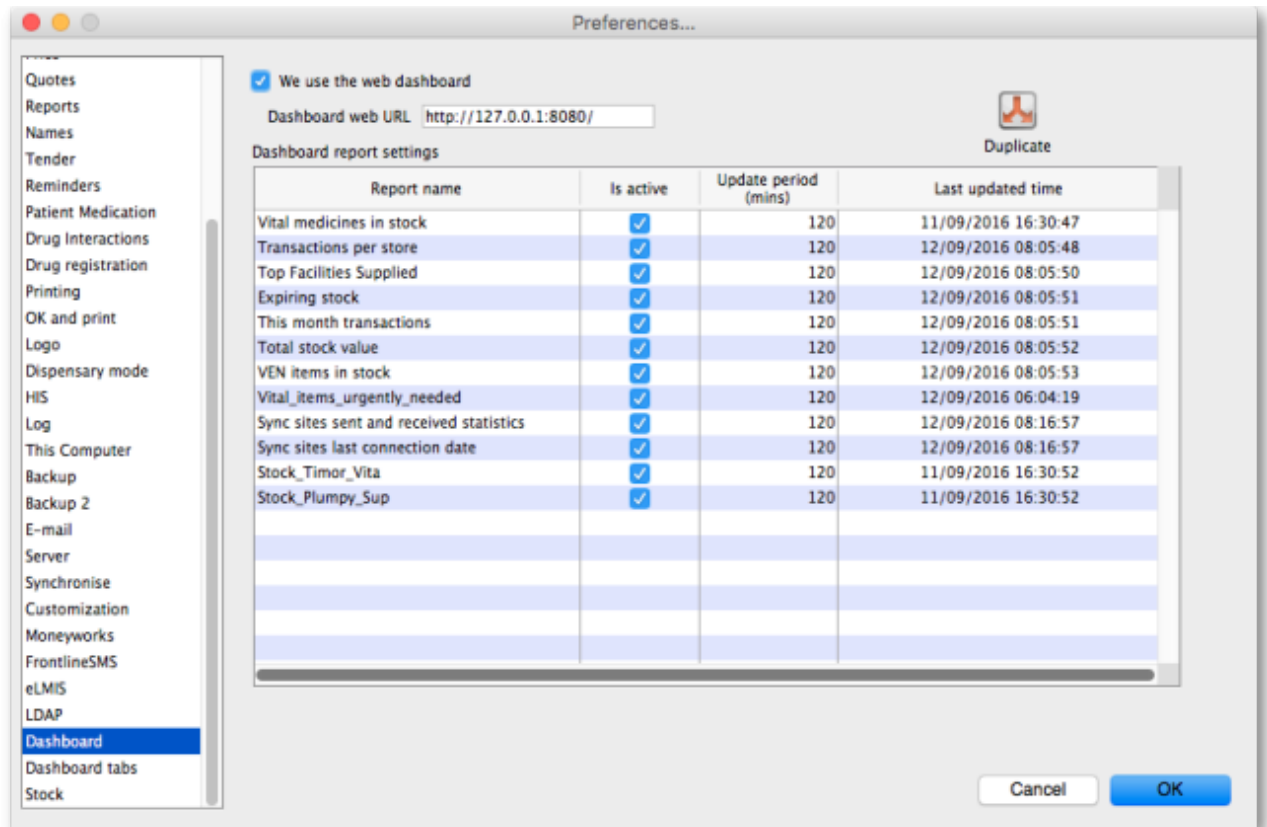 Preferences...
Quotes
Reports
Names
Tender
Reminders
Patient Medication
Drug Interactions
Drug registration
Printing
OK and print
Logo
Dispensary mode
HIS
Log
This Computer
Backup
Backup 2
E-mail
Server
Synchronise
Customization
Moneyworks
FrontlineSMS
eLMIS
LDAP
Dashboard
Dashboard tabs
Stock
We use the web dashboard
Dashboard web URL http://127.0.0.1:8080/
Duplicate
Dashboard report settings
Report name Is active Update period (mins) Last updated time
Vital medicines in stock 120 11/09/2016 16:30:47
Transactions per store 120 12/09/2016 08:05:48
Top Facilities Supplied 120 12/09/2016 08:05:50
Expiring stock 120 12/09/2016 08:05:51
This month transactions 120 12/09/2016 08:05:51
Total stock value 120 12/09/2016 08:05:52
VEN items in stock 120 12/09/2016 08:05:53
Vital_items_urgently_needed 120 12/09/2016 06:04:19
Sync sites sent and received statistics 120 12/09/2016 08:16:57
Sync sites last connection date 120 12/09/2016 08:16:57
Stock_Timor_Vita 120 11/09/2016 16:30:52
Stock_Plumpy_Sup 120 11/09/2016 16:30:52
Cancel OK